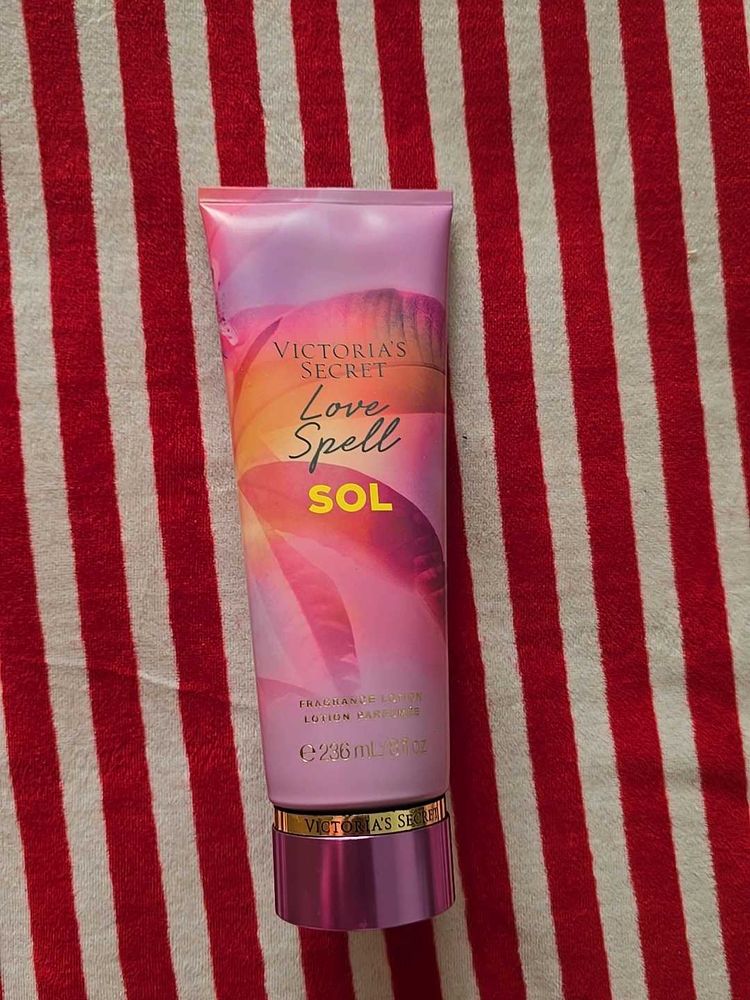 VICTORIA'S
SECRET
Love
Spell
SOL
FRAGRANCE LOTION
LOTION PARFUMÉE
e 236 mL/8 fl oz
VICTORIA'S SECRET